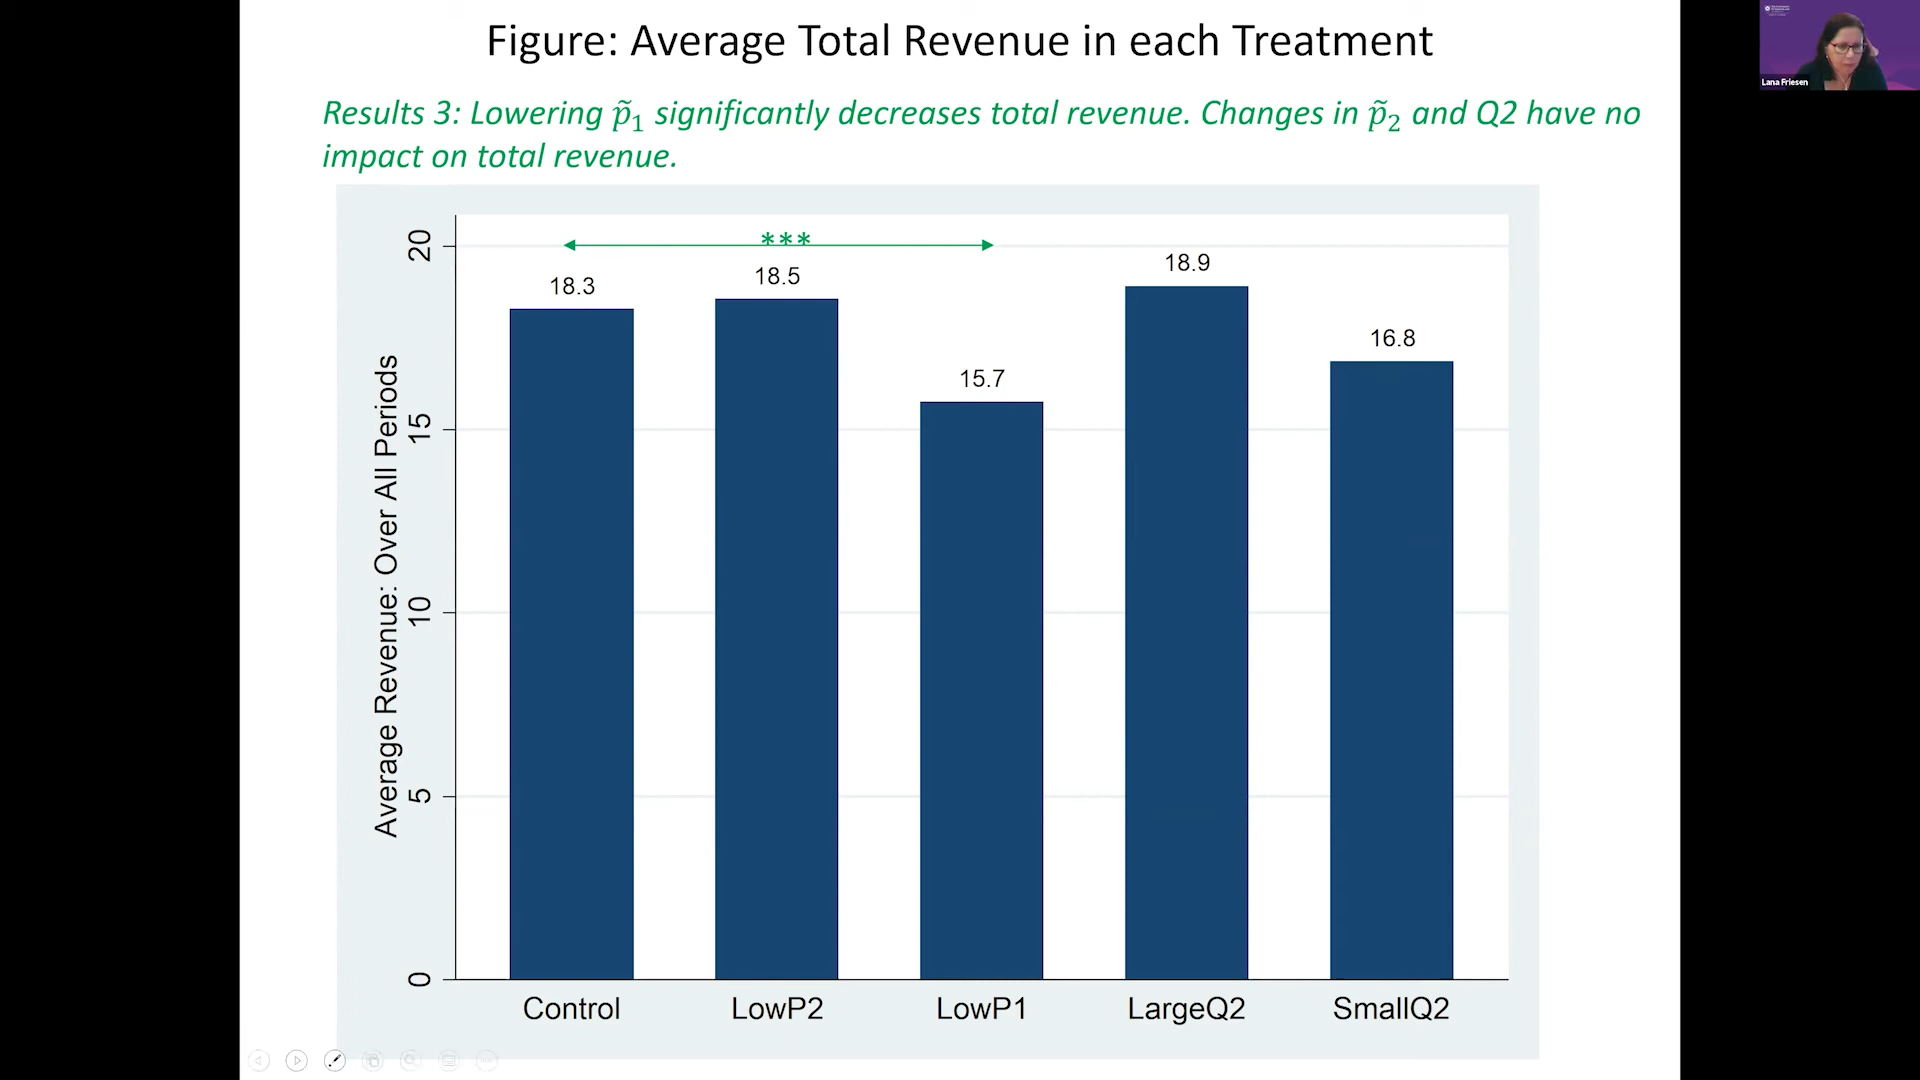 Figure: Average Total Revenue in each Treatment
Lana Friesen
Results 3: Lowering p̃₁ significantly decreases total revenue. Changes in p̃₂ and Q2 have no
impact on total revenue.
Average Revenue: Over All Periods
20
15
10
5
0
***
18.3
18.5
15.7
18.9
16.8
Control
LowP2
LowP1
LargeQ2
SmallQ2